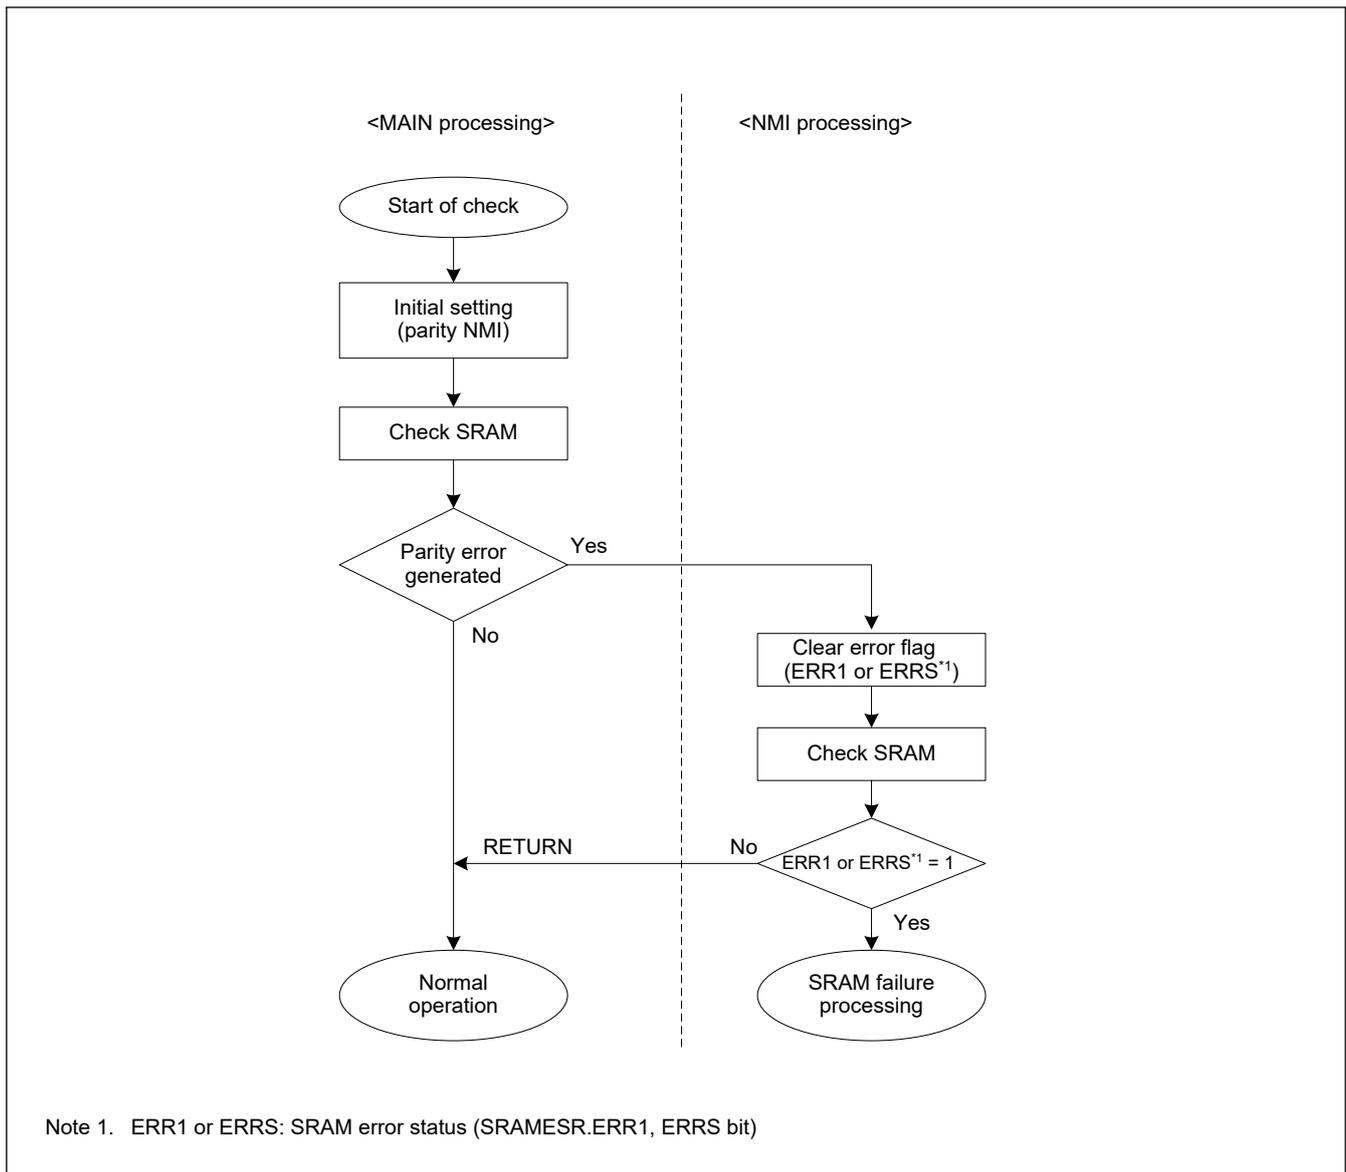 <MAIN processing>
<NMI processing>
Start of check
Initial setting
(parity NMI)
Check SRAM
Parity error
generated
Yes
No
Clear error flag
(ERR1 or ERRS*1)
Check SRAM
ERR1 or ERRS*1 = 1
No
RETURN
Yes
Normal
operation
SRAM failure
processing
Note 1. ERR1 or ERRS: SRAM error status (SRAMESR.ERR1, ERRS bit)